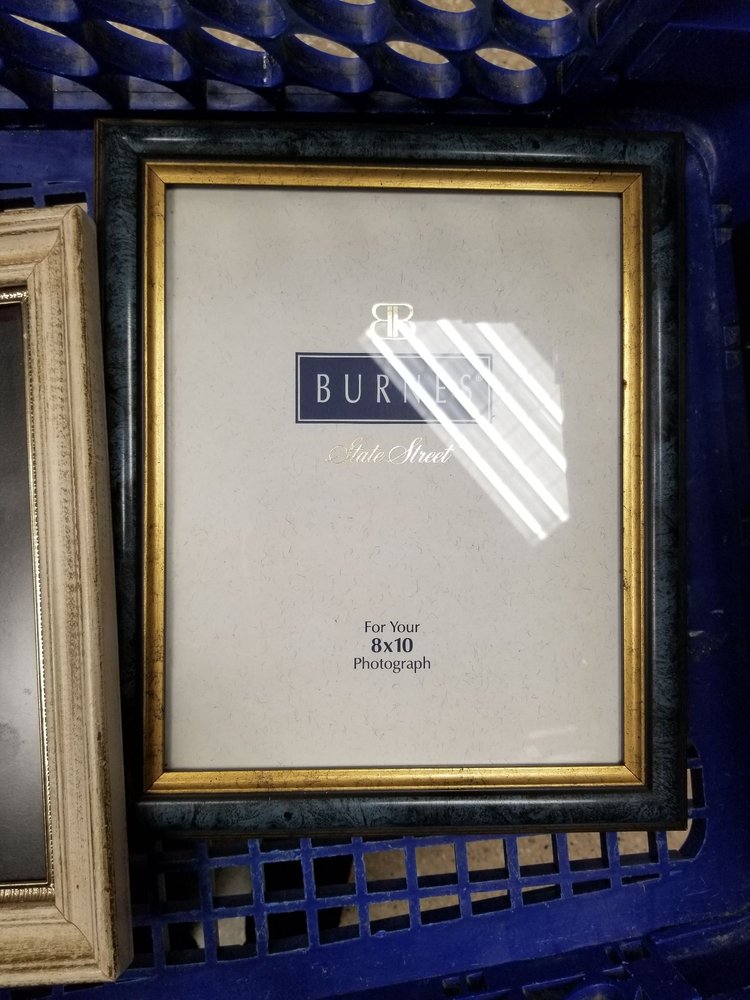 B
BURNES®
State Street
For Your
8x10
Photograph